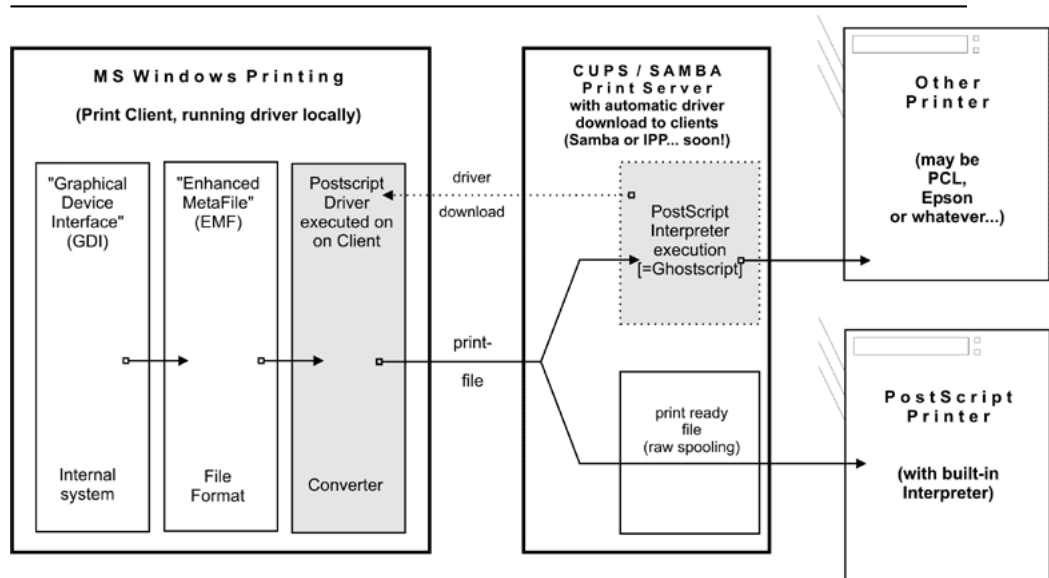 MS Windows Printing
(Print Client, running driver locally)
"Graphical
Device
Interface"
(GDI)
Internal
system
"Enhanced
MetaFile"
(EMF)
File
Format
Postscript
Driver
executed on
on Client
Converter
driver
download
print-
file
CUPS / SAMBA
Print Server
with automatic driver
download to clients
(Samba or IPP... soon!)
PostScript
Interpreter
execution
[=Ghostscript]
print ready
file
(raw spooling)
Other
Printer
(may be
PCL,
Epson
or whatever...)
PostScript
Printer
(with built-in
Interpreter)